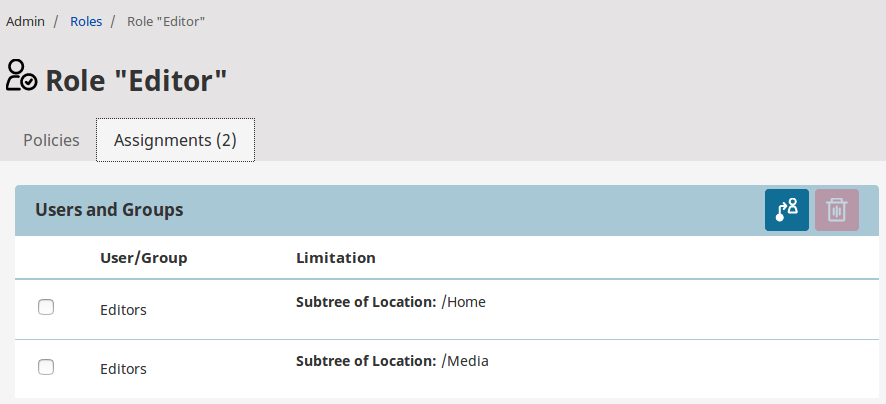 Admin / Roles / Role "Editor"
Role "Editor"
Policies Assignments (2)
Users and Groups
User/Group Limitation
Editors Subtree of Location: /Home
Editors Subtree of Location: /Media